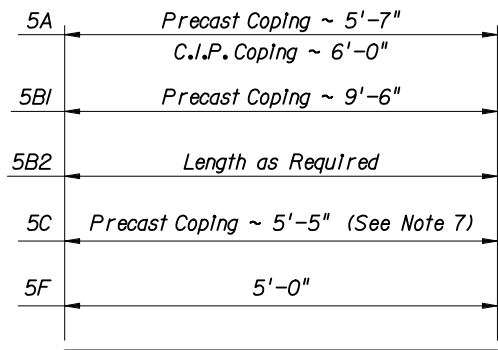 5A Precast Coping ~ 5'-7"
C.I.P. Coping ~ 6'-0"
5B1 Precast Coping ~ 9'-6"
5B2 Length as Required
5C Precast Coping ~ 5'-5" (See Note 7)
5F 5'-0"